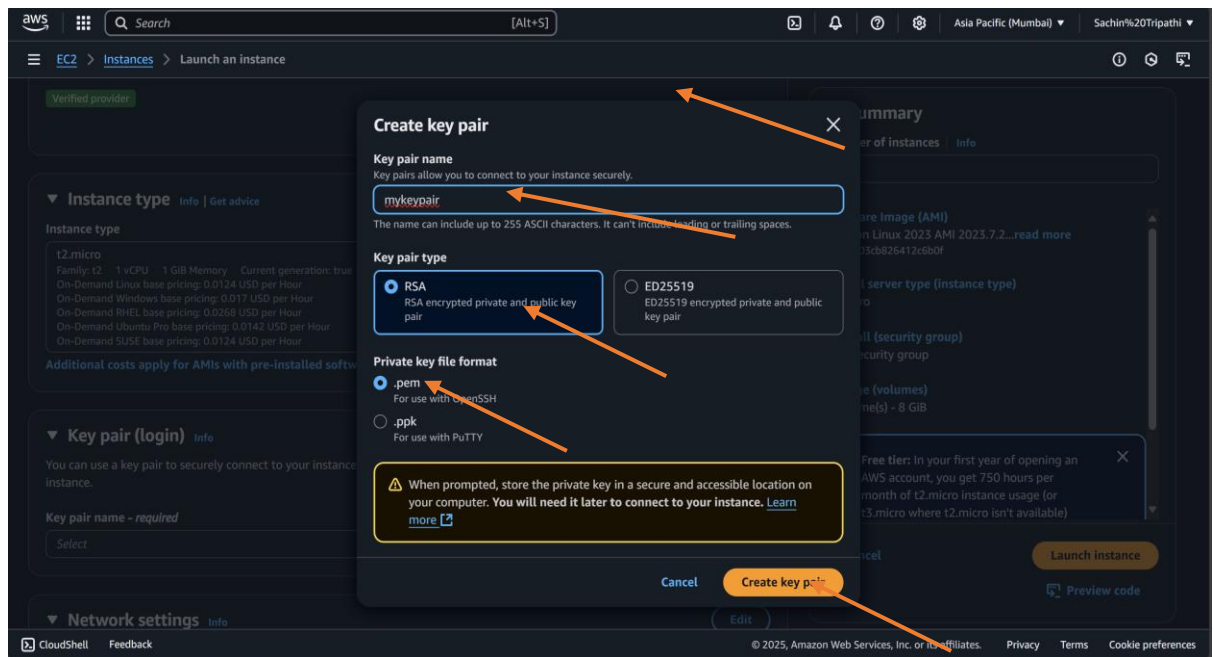 aws
Search
[Alt+S]
Asia Pacific (Mumbai) ▼
Sachin%20Tripathi ▼
EC2 > Instances > Launch an instance
Verified provider
▼ Instance type Info | Get advice
Instance type
t2.micro
Family: t2 1 vCPU 1 GiB Memory Current generation: true
On-Demand Linux base pricing: 0.0124 USD per Hour
On-Demand Windows base pricing: 0.017 USD per Hour
On-Demand RHEL base pricing: 0.0268 USD per Hour
On-Demand Ubuntu Pro base pricing: 0.0142 USD per Hour
On-Demand SUSE base pricing: 0.0124 USD per Hour
Additional costs apply for AMIs with pre-installed softw
▼ Key pair (login) Info
You can use a key pair to securely connect to your instance
instance.
Key pair name - required
Select
▼ Network settings Info
Edit
Create key pair
Key pair name
Key pairs allow you to connect to your instance securely.
mykeypair
The name can include up to 255 ASCII characters. It can't include leading or trailing spaces.
Key pair type
RSA
RSA encrypted private and public key
pair
ED25519
ED25519 encrypted private and public
key pair
Private key file format
.pem
For use with OpenSSH
.ppk
For use with PuTTY
When prompted, store the private key in a secure and accessible location on
your computer. You will need it later to connect to your instance. Learn
more
Cancel
Create key pair
ummary
er of instances Info
are Image (AMI)
n Linux 2023 AMI 2023.7.2...read more
03cb826412c6b0f
l server type (instance type)
ro
ll (security group)
ecurity group
e (volumes)
me(s) - 8 GiB
Free tier: In your first year of opening an
AWS account, you get 750 hours per
month of t2.micro instance usage (or
t3.micro where t2.micro isn't available)
ncel
Launch instance
Preview code
CloudShell
Feedback
© 2025, Amazon Web Services, Inc. or its affiliates.
Privacy
Terms
Cookie preferences